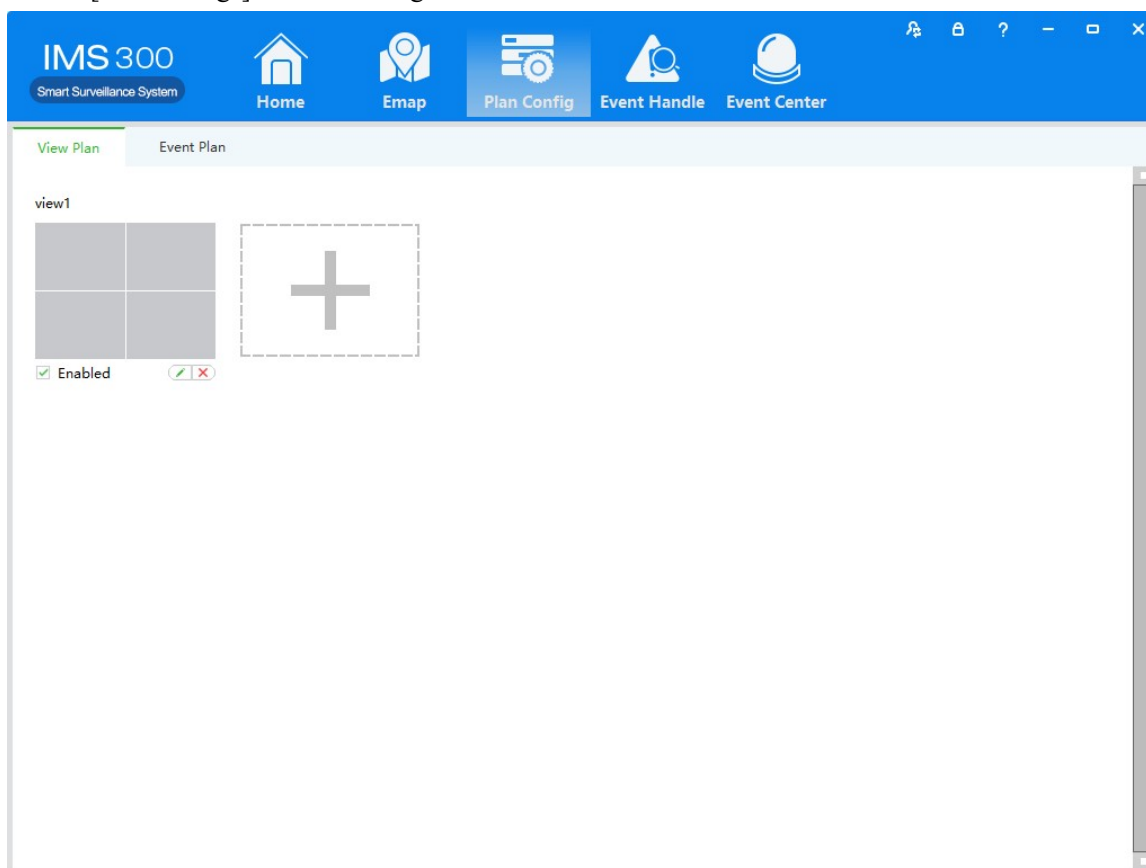 IMS 300
Smart Surveillance System
Home
Emap
Plan Config
Event Handle
Event Center
?
View Plan
Event Plan
view1
Enabled